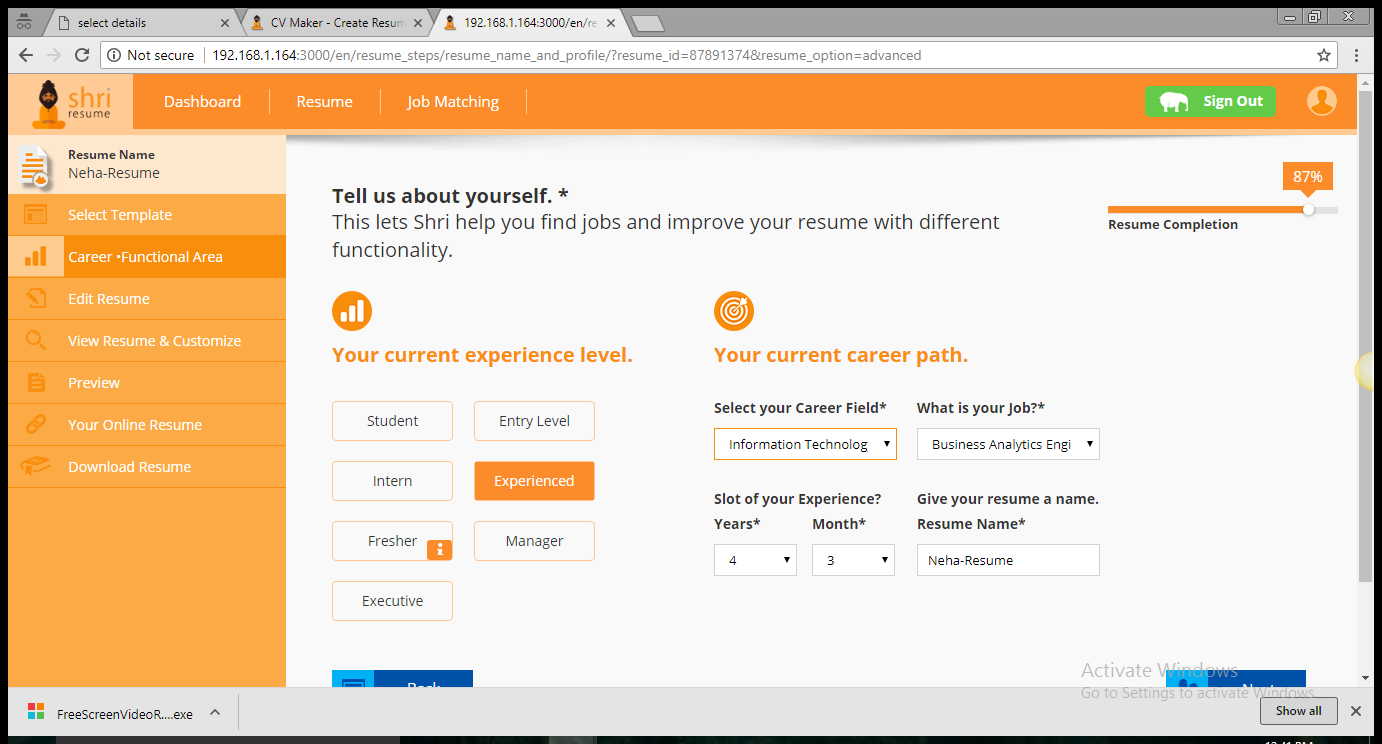 select details
CV Maker - Create Resum
192.168.1.164:3000/en/re
Not secure
192.168.1.164:3000/en/resume_steps/resume_name_and_profile/?resume_id=87891374&resume_option=advanced
shri
resume
Dashboard
Resume
Job Matching
Sign Out
Resume Name
Neha-Resume
Select Template
Career •Functional Area
Edit Resume
View Resume & Customize
Preview
Your Online Resume
Download Resume
Tell us about yourself. *
This lets Shri help you find jobs and improve your resume with different
functionality.
87%
Resume Completion
Your current experience level.
Student
Entry Level
Intern
Experienced
Fresher
Manager
Executive
Your current career path.
Select your Career Field*
What is your Job?*
Information Technolog
Business Analytics Engi
Slot of your Experience?
Give your resume a name.
Years*
Month*
Resume Name*
4
3
Neha-Resume
Back
Next
Activate Windows
Go to Settings to activate Windows.
FreeScreenVideoR....exe
Show all